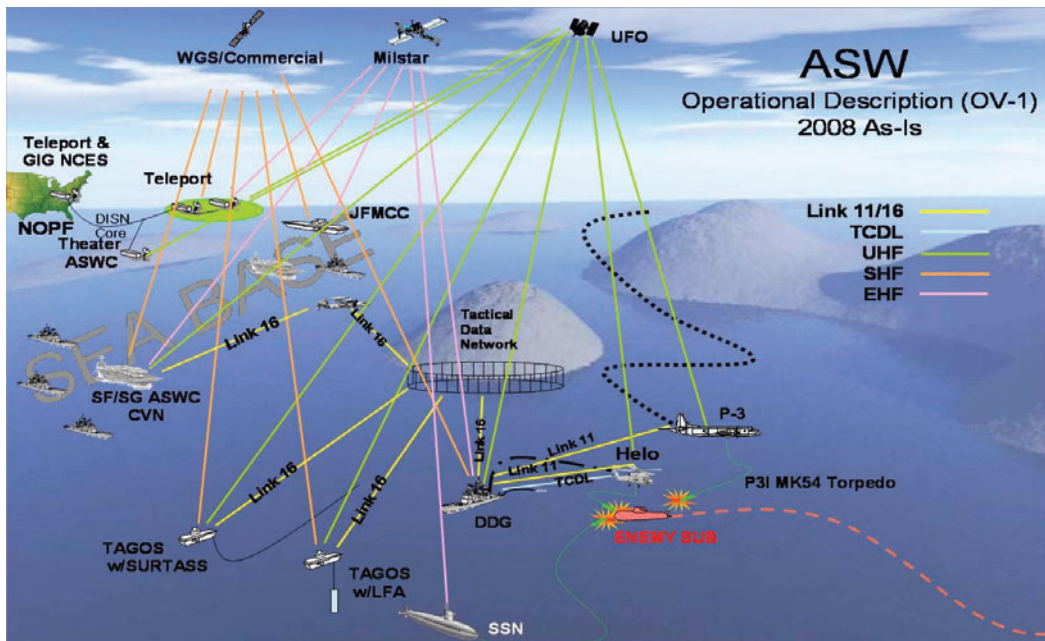 WGS/Commercial
Milstar
UFO
ASW
Operational Description (OV-1)
2008 As-Is
Teleport &
GIG NCES
Teleport
NOPF
DISN
Core
Theater
ASWC
JFMCC
Link 11/16
TCDL
UHF
SHF
EHF
SEA BASE
Link 16
Link 16
Tactical
Data
Network
SF/SG ASWC
CVN
Link 16
Link 11
Link 11
TCDL
P-3
Helo
P3I MK54 Torpedo
Link 16
Link 16
DDG
ENEMY SUB
TAGOS
w/SURTASS
TAGOS
w/LFA
SSN